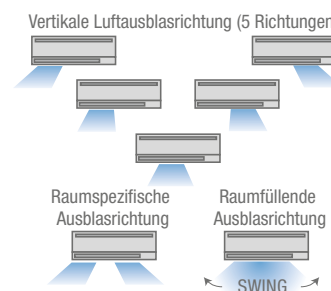 Vertikale Luftausblasrichtung (5 Richtungen
Raumspezifische
Ausblasrichtung
Raumfüllende
Ausblasrichtung
SWING